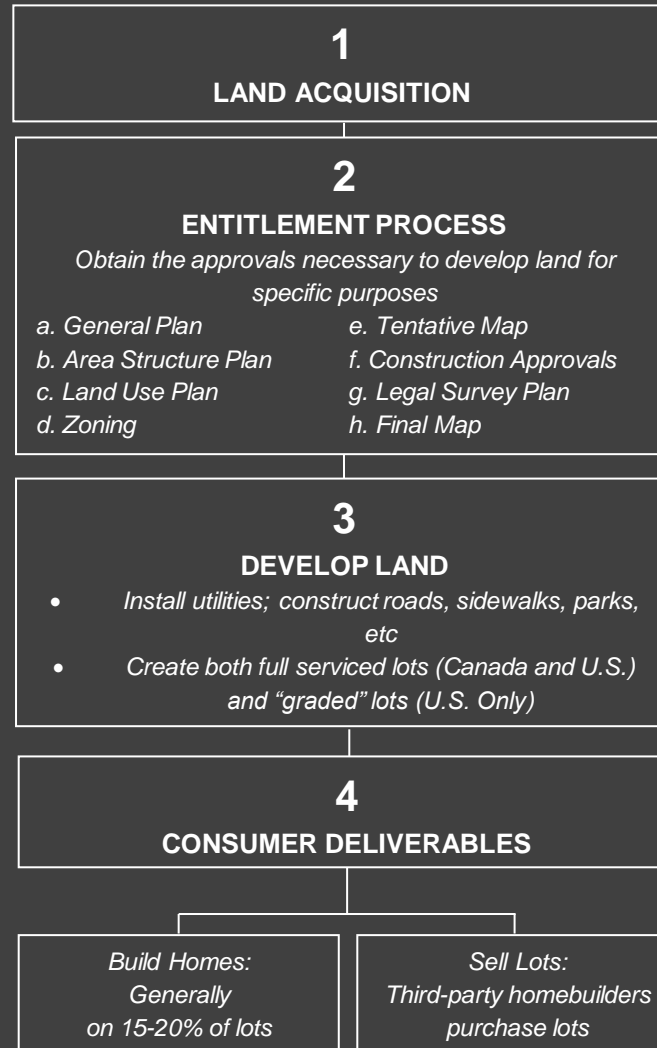 1
LAND ACQUISITION
2
ENTITLEMENT PROCESS
Obtain the approvals necessary to develop land for
specific purposes
a. General Plan
b. Area Structure Plan
c. Land Use Plan
d. Zoning
e. Tentative Map
f. Construction Approvals
g. Legal Survey Plan
h. Final Map
3
DEVELOP LAND
• Install utilities; construct roads, sidewalks, parks,
etc
• Create both full serviced lots (Canada and U.S.)
and “graded” lots (U.S. Only)
4
CONSUMER DELIVERABLES
Build Homes:
Generally
on 15-20% of lots
Sell Lots:
Third-party homebuilders
purchase lots